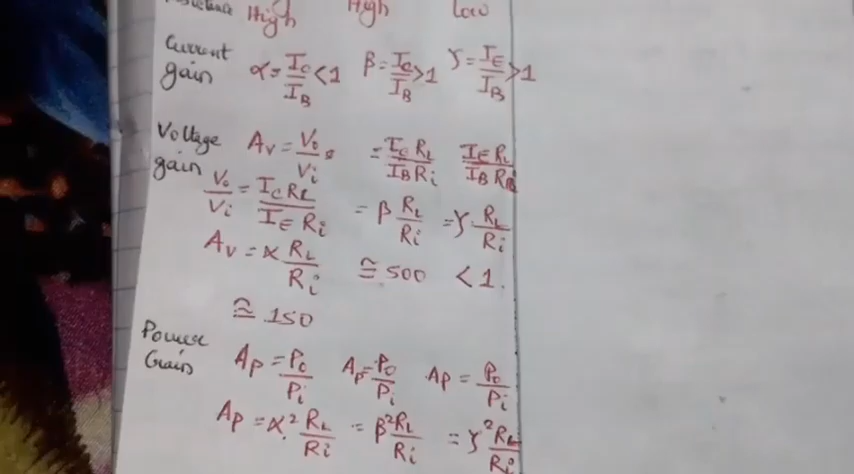 High High Low
Current gain α = I_C/I_B < 1 β = I_C/I_B > 1 ζ = I_E/I_B > 1
Voltage gain A_V = V_o/V_i = I_C R_L/I_B R_i I_E R_L/I_B R_i
V_o/V_i = I_C R_L/I_E R_i = β R_L/R_i = ζ R_L/R_i
A_V = α R_L/R_i ≅ 500 < 1.
≅ 150
Power Gain A_P = P_o/P_i A_P = P_o/P_i A_P = P_o/P_i
A_P = α² R_L/R_i = β² R_L/R_i = ζ² R_L/R_i